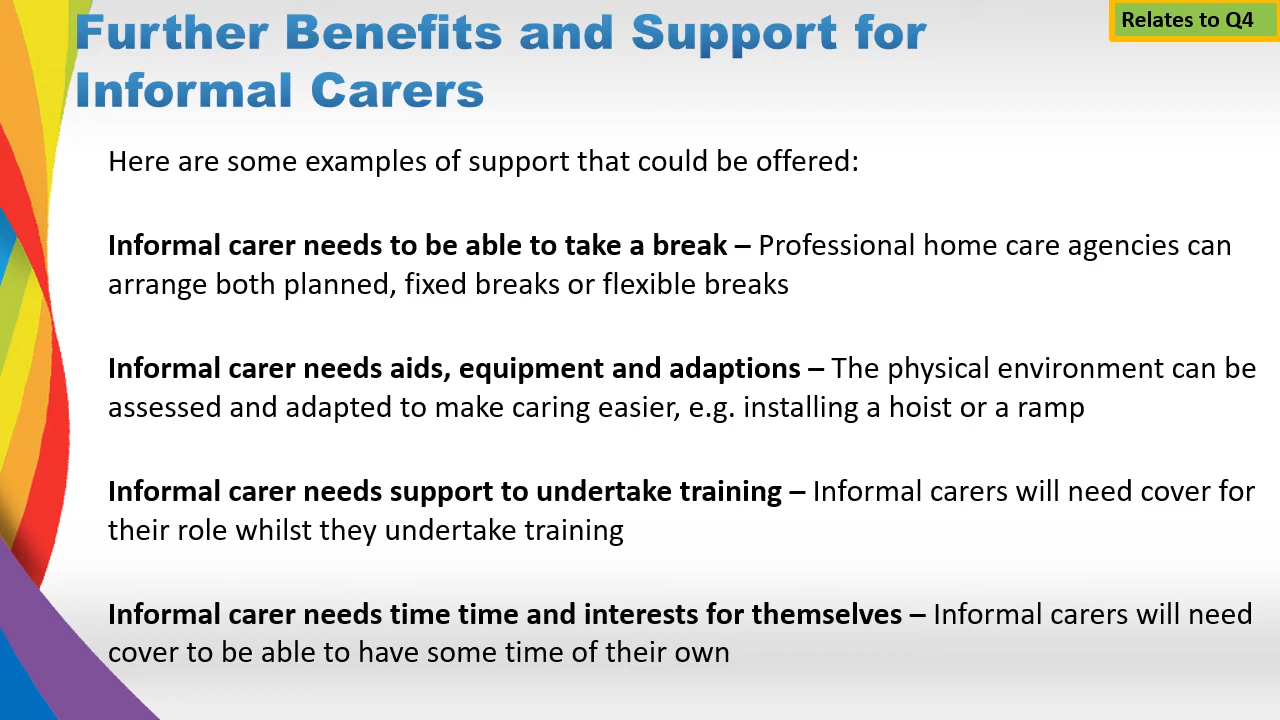 Further Benefits and Support for
Informal Carers
Relates to Q4
Here are some examples of support that could be offered:
Informal carer needs to be able to take a break – Professional home care agencies can
arrange both planned, fixed breaks or flexible breaks
Informal carer needs aids, equipment and adaptions – The physical environment can be
assessed and adapted to make caring easier, e.g. installing a hoist or a ramp
Informal carer needs support to undertake training – Informal carers will need cover for
their role whilst they undertake training
Informal carer needs time time and interests for themselves – Informal carers will need
cover to be able to have some time of their own